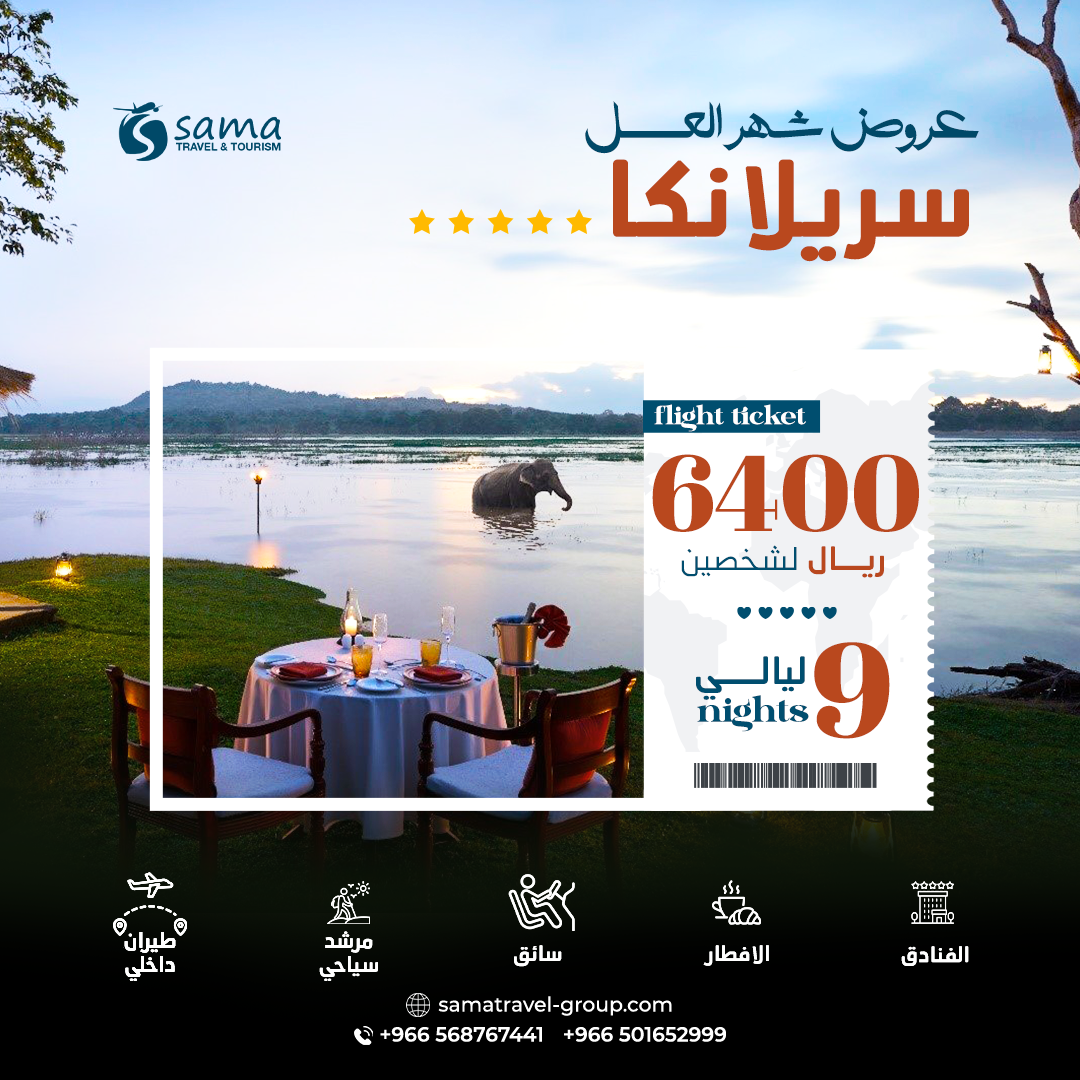 sama
TRAVEL & TOURISM
عروض شهر العسل
سريلانكا
flight ticket
6400
ريال لشخصين
9 ليالي
nights
الفنادق
الافطار
سائق
مرشد
سياحي
طيران
داخلي
samatravel-group.com
+966 568767441 +966 501652999